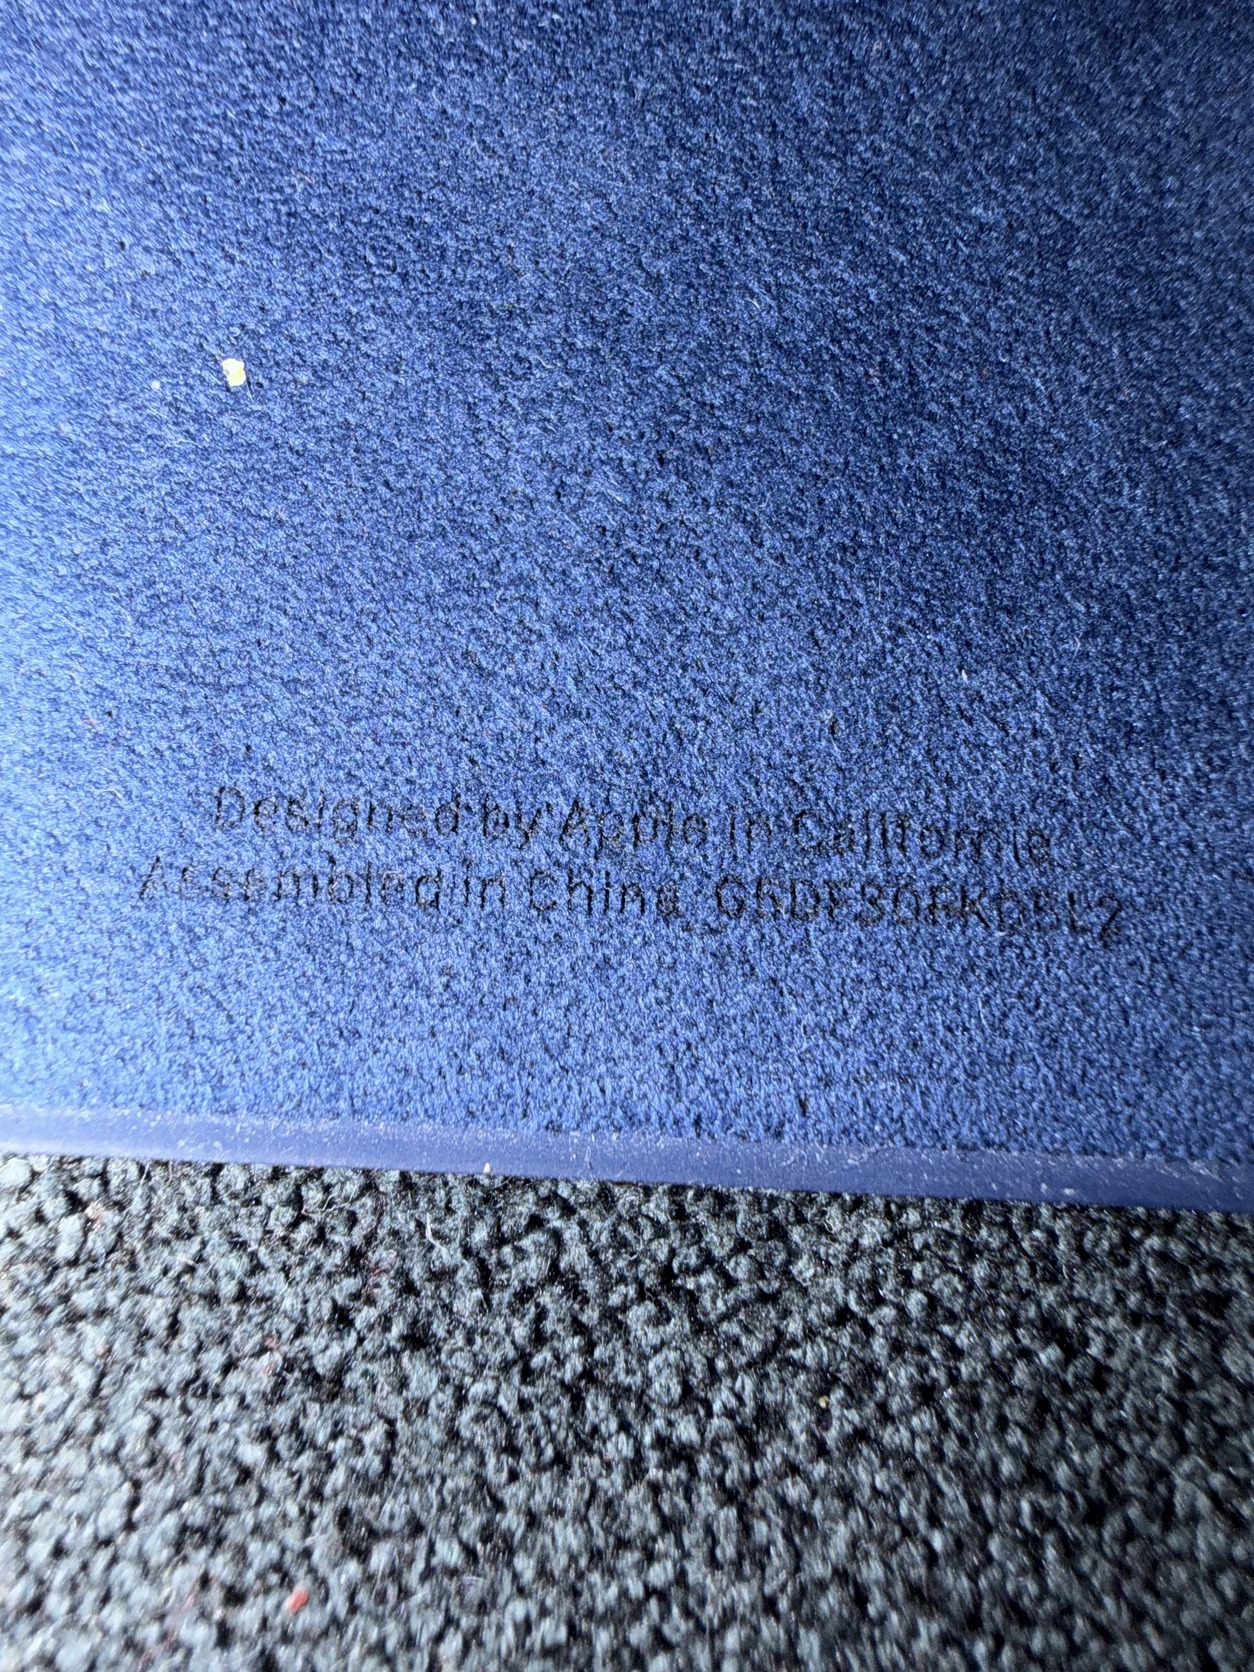 Designed by Apple in California
Assembled in China